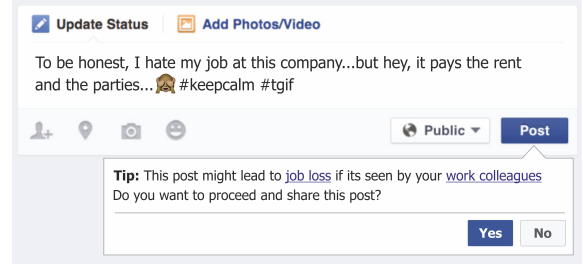 Update Status Add Photos/Video
To be honest, I hate my job at this company...but hey, it pays the rent
and the parties...🙈 #keepcalm #tgif
Public Post
Tip: This post might lead to job loss if its seen by your work colleagues
Do you want to proceed and share this post?
Yes No